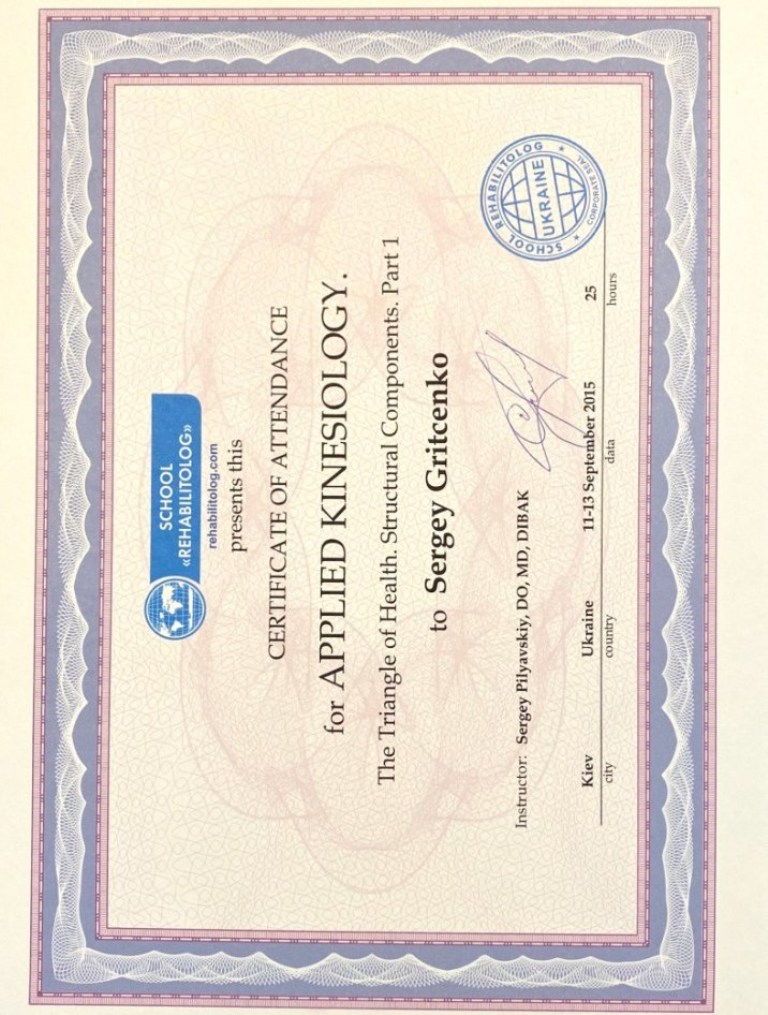 SCHOOL
«REHABILITOLOG»
rehabilitolog.com
presents this
CERTIFICATE OF ATTENDANCE
for APPLIED KINESIOLOGY.
The Triangle of Health. Structural Components. Part 1
to Sergey Gritcenko
Instructor: Sergey Pilyavskiy, DO, MD, DIBAK
Kiev Ukraine 11-13 September 2015 25
city country data hours
SCHOOL REHABILITOLOG
UKRAINE
CORPORATE SEAL